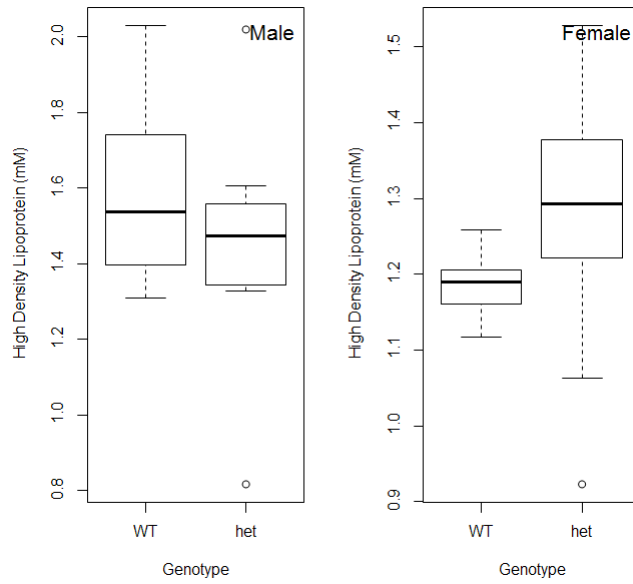 Male
High Density Lipoprotein (mM)
2.0
1.8
1.6
1.4
1.2
1.0
0.8
WT het
Genotype
Female
High Density Lipoprotein (mM)
1.5
1.4
1.3
1.2
1.1
1.0
0.9
WT het
Genotype